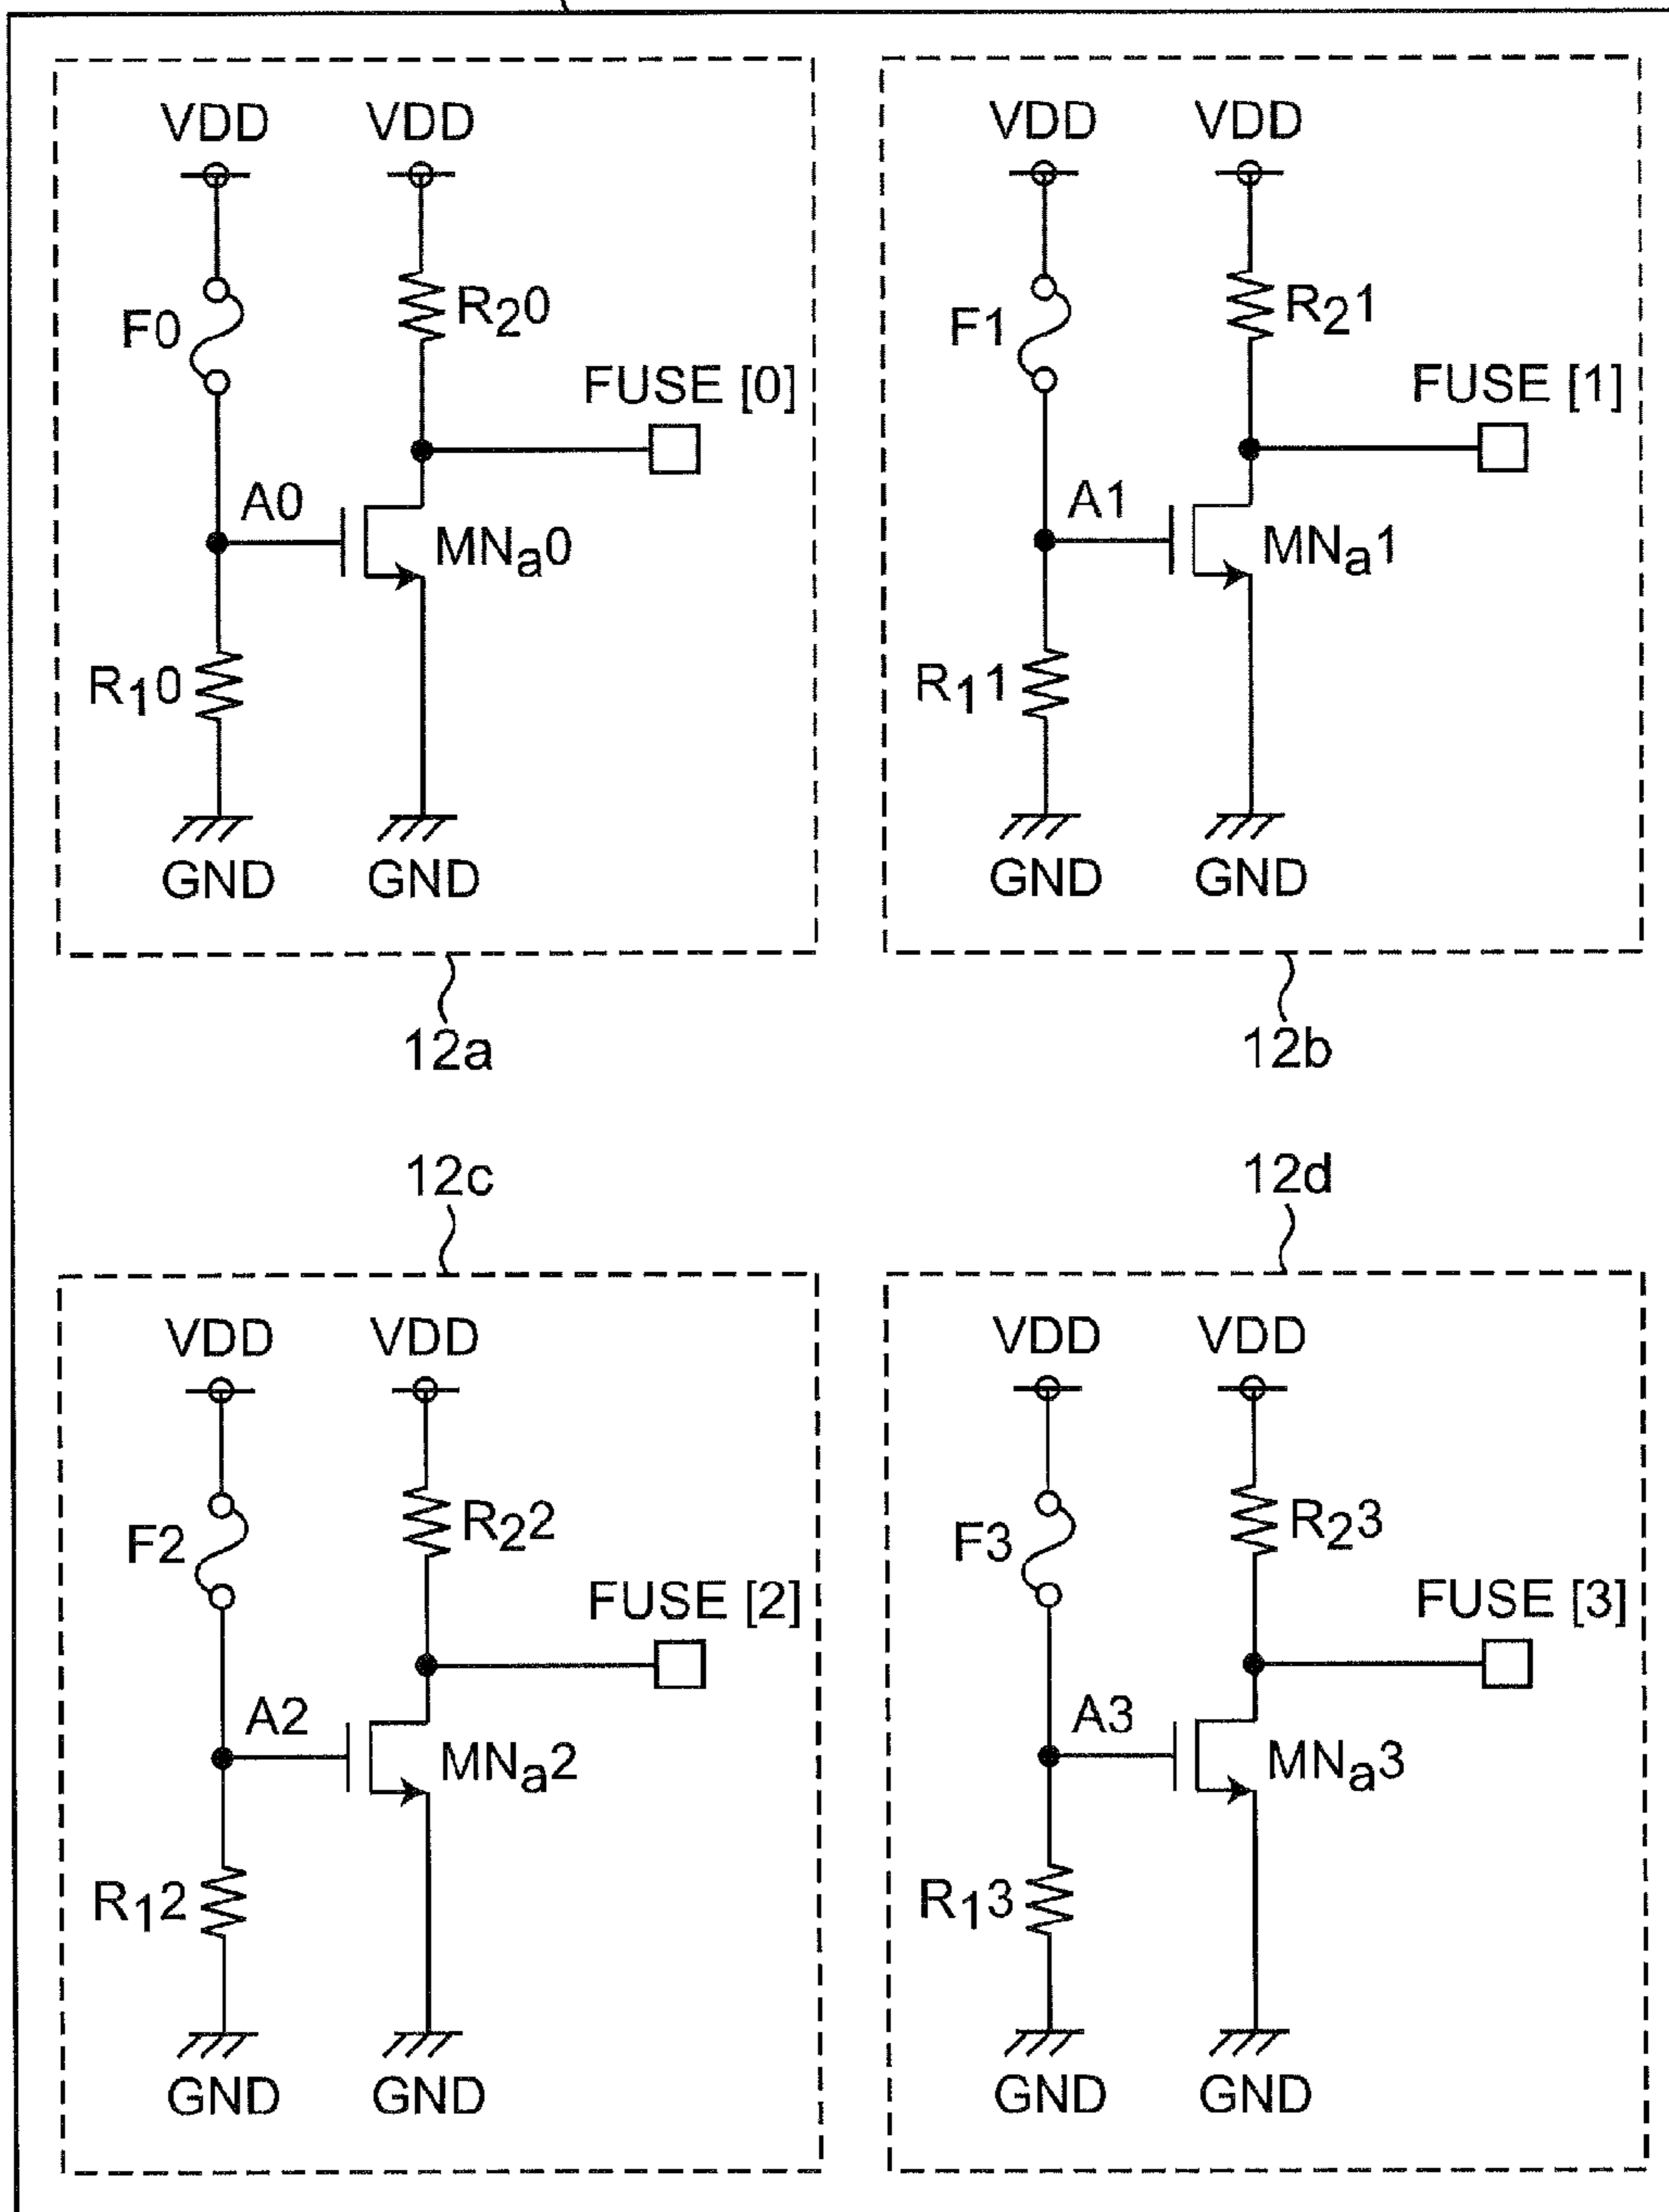 VDD VDD
F0 R₂0
FUSE [0]
A0
MNₐ0
R₁0
GND GND
12a
VDD VDD
F1 R₂1
FUSE [1]
A1
MNₐ1
R₁1
GND GND
12b
12c
VDD VDD
F2 R₂2
FUSE [2]
A2
MNₐ2
R₁2
GND GND
12d
VDD VDD
F3 R₂3
FUSE [3]
A3
MNₐ3
R₁3
GND GND